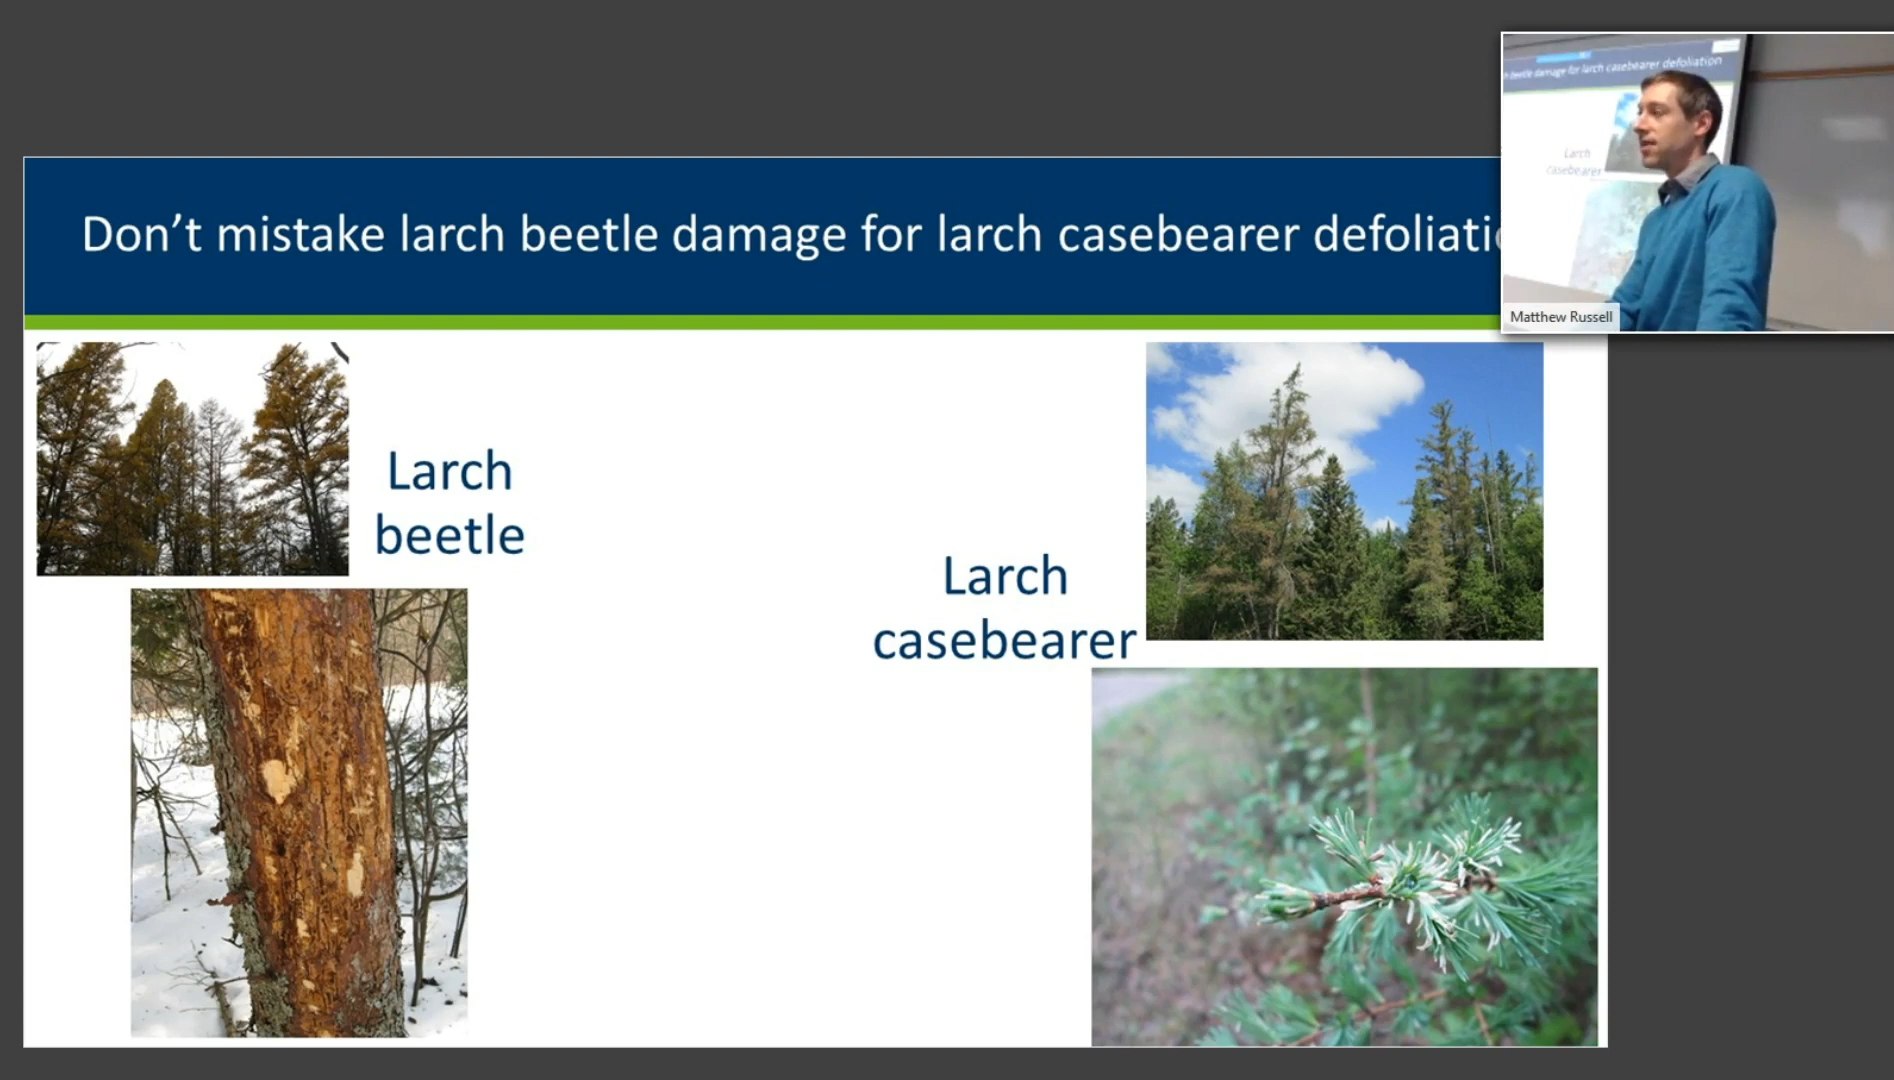 Don't mistake larch beetle damage for larch casebearer defoliatio
beetle damage for larch casebearer defoliation
Larch
casebearer
Matthew Russell
Larch
beetle
Larch
casebearer